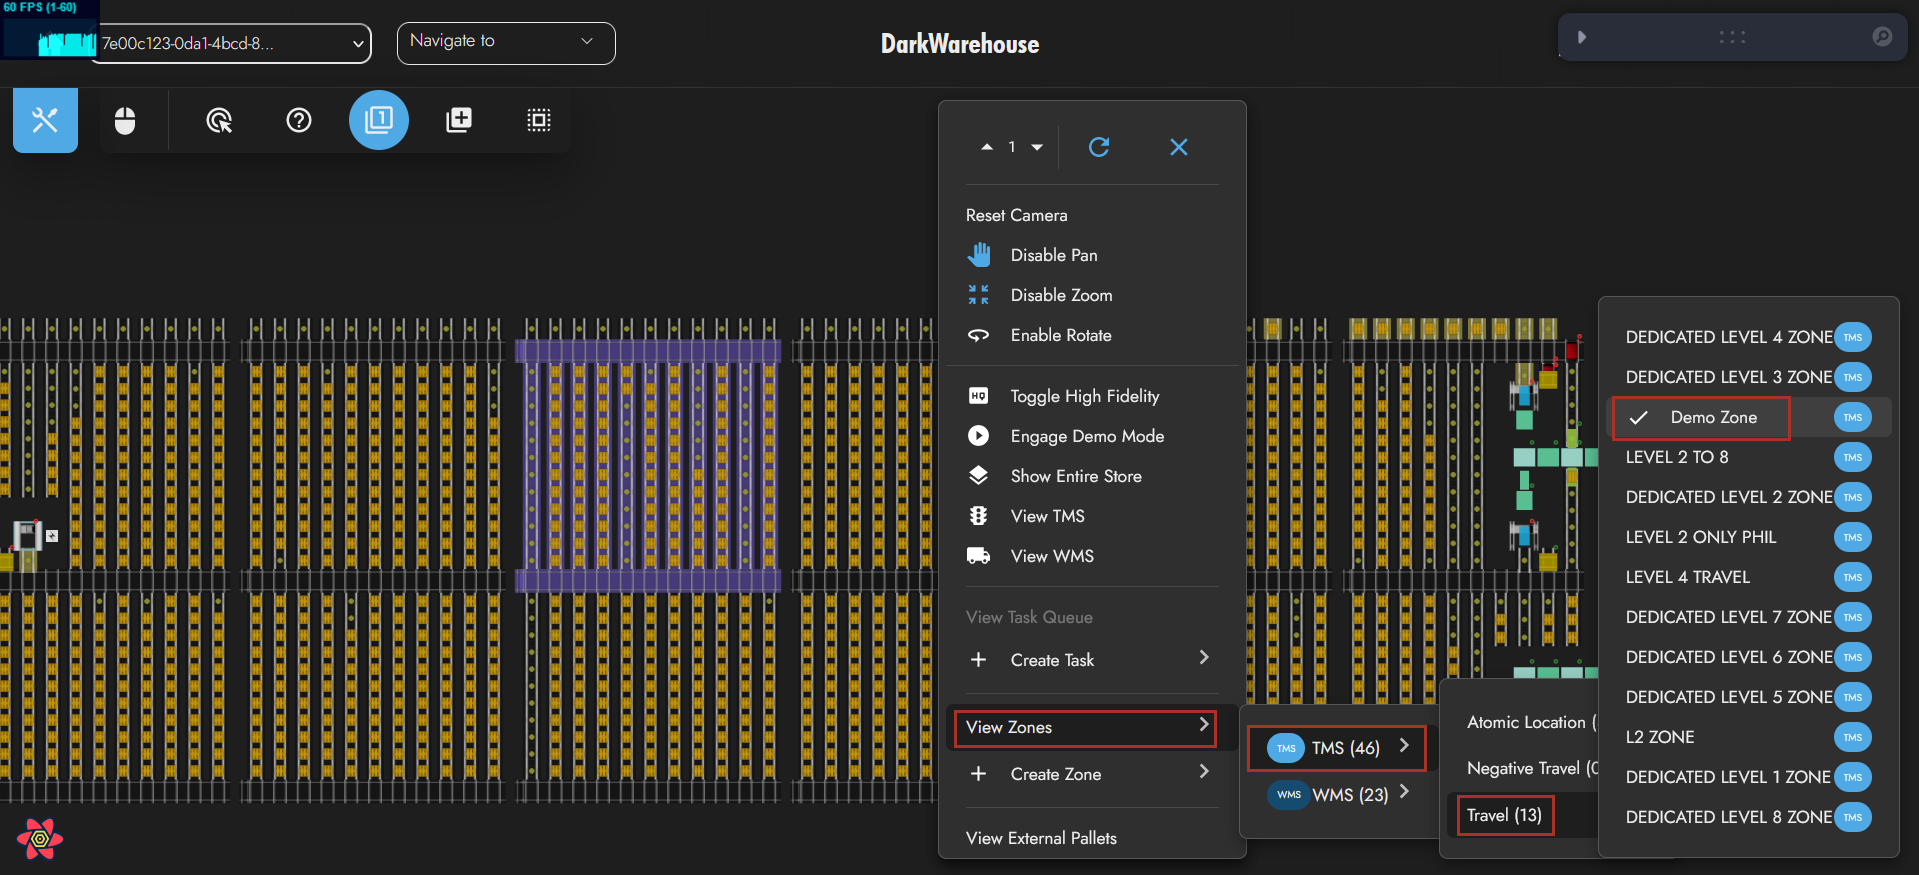 60 FPS (1-60)
7e00c123-0da1-4bcd-8...
Navigate to
DarkWarehouse
1
1
Reset Camera
Disable Pan
Disable Zoom
Enable Rotate
HQ Toggle High Fidelity
Engage Demo Mode
Show Entire Store
View TMS
View WMS
View Task Queue
Create Task
View Zones
Create Zone
View External Pallets
TMS TMS (46)
WMS WMS (23)
Atomic Location (
Negative Travel (0
Travel (13)
DEDICATED LEVEL 4 ZONE TMS
DEDICATED LEVEL 3 ZONE TMS
Demo Zone TMS
LEVEL 2 TO 8 TMS
DEDICATED LEVEL 2 ZONE TMS
LEVEL 2 ONLY PHIL TMS
LEVEL 4 TRAVEL TMS
DEDICATED LEVEL 7 ZONE TMS
DEDICATED LEVEL 6 ZONE TMS
DEDICATED LEVEL 5 ZONE TMS
L2 ZONE TMS
DEDICATED LEVEL 1 ZONE TMS
DEDICATED LEVEL 8 ZONE TMS